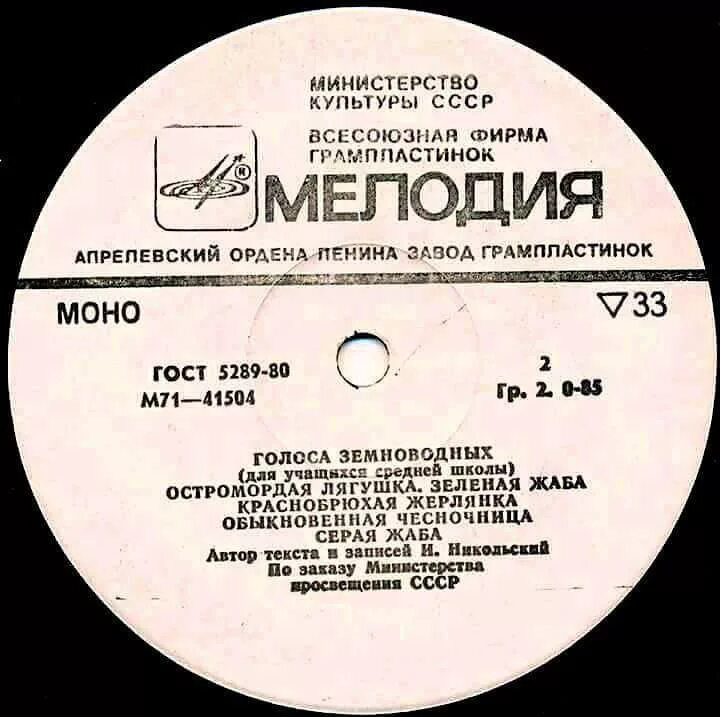 МИНИСТЕРСТВО
КУЛЬТУРЫ СССР
ВСЕСОЮЗНАЯ ФИРМА
ГРАМПЛАСТИНОК
®
МЕЛОДИЯ
АПРЕЛЕВСКИЙ ОРДЕНА ЛЕНИНА ЗАВОД ГРАМПЛАСТИНОК
МОНО ▽33
ГОСТ 5289-80 2
М71—41504 Гр. 2. 0-85
ГОЛОСА ЗЕМНОВОДНЫХ
(для учащихся средней школы)
ОСТРОМОРДАЯ ЛЯГУШКА. ЗЕЛЕНАЯ ЖАБА
КРАСНОБРЮХАЯ ЖЕРЛЯНКА
ОБЫКНОВЕННАЯ ЧЕСНОЧНИЦА
СЕРАЯ ЖАБА
Автор текста и записей И. Никольский
По заказу Министерства
просвещения СССР